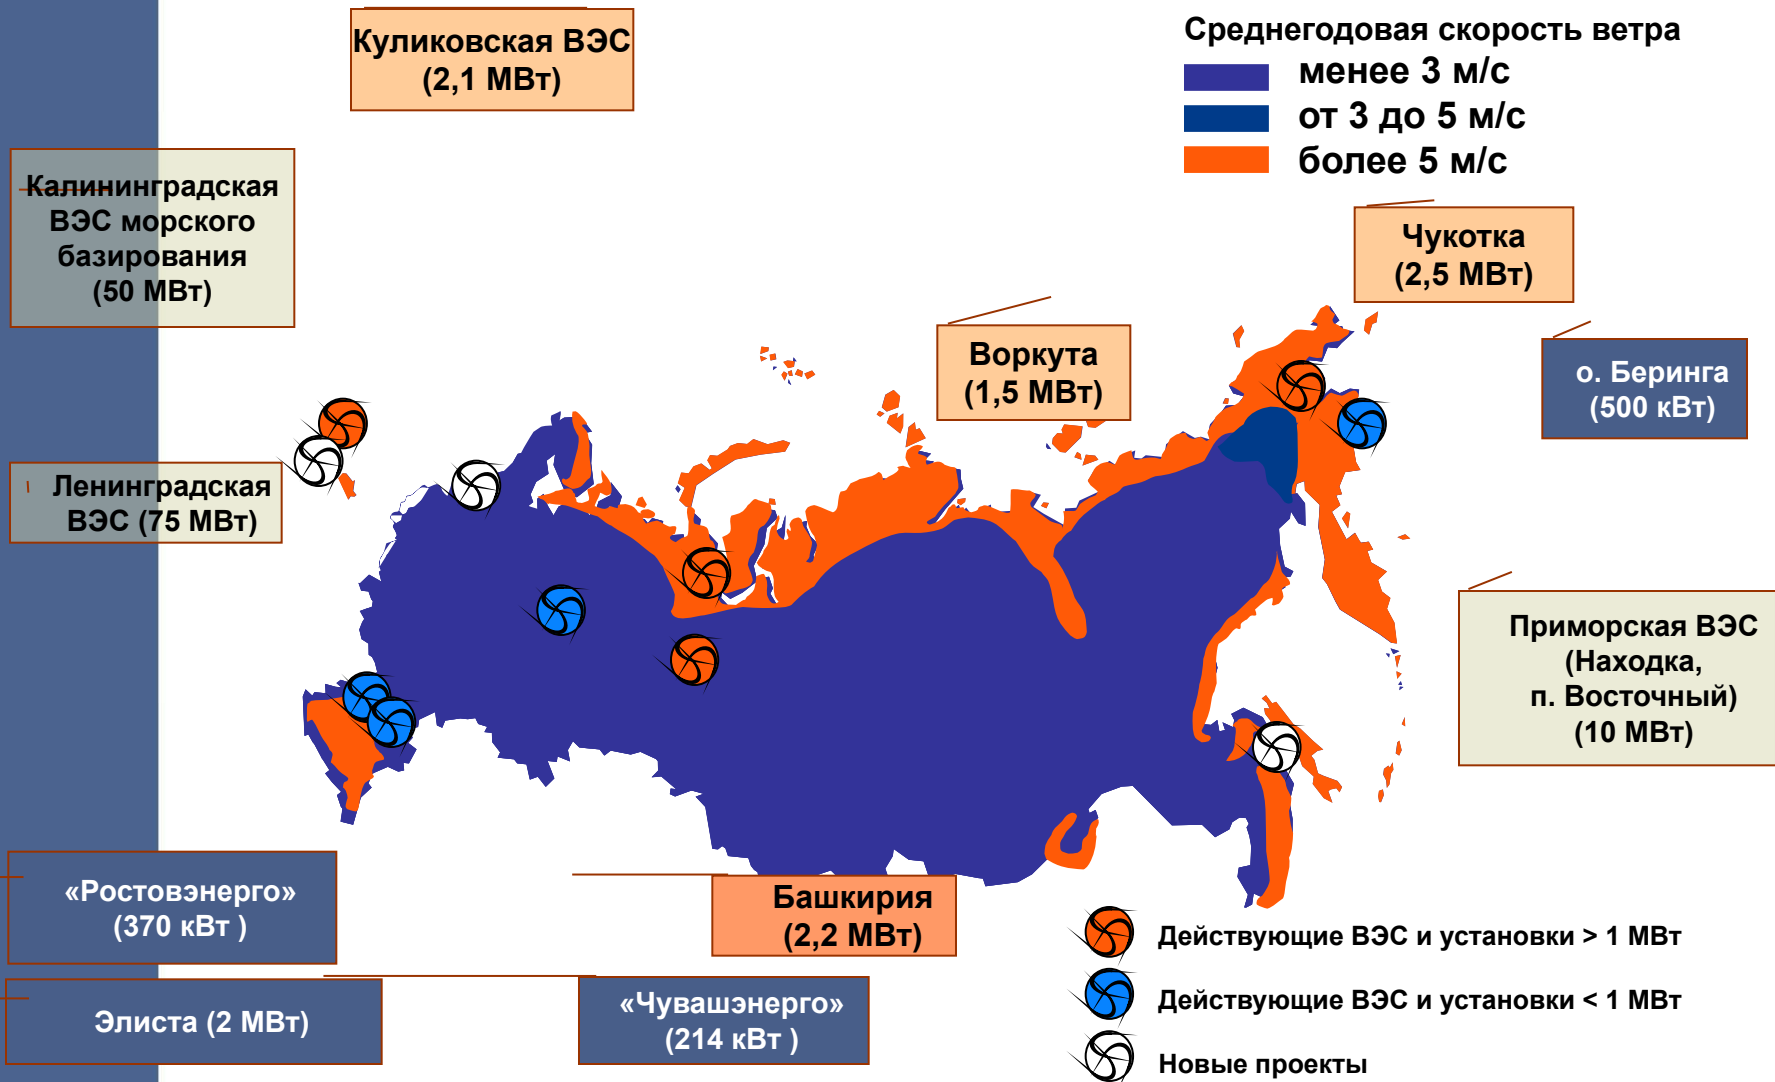 Куликовская ВЭС
(2,1 МВт)
Среднегодовая скорость ветра
менее 3 м/с
от 3 до 5 м/с
более 5 м/с
Калининградская
ВЭС морского
базирования
(50 МВт)
Чукотка
(2,5 МВт)
Воркута
(1,5 МВт)
о. Беринга
(500 кВт)
Ленинградская
ВЭС (75 МВт)
Приморская ВЭС
(Находка,
п. Восточный)
(10 МВт)
«Ростовэнерго»
(370 кВт )
Башкирия
(2,2 МВт)
Элиста (2 МВт)
«Чувашэнерго»
(214 кВт )
Действующие ВЭС и установки > 1 МВт
Действующие ВЭС и установки < 1 МВт
Новые проекты